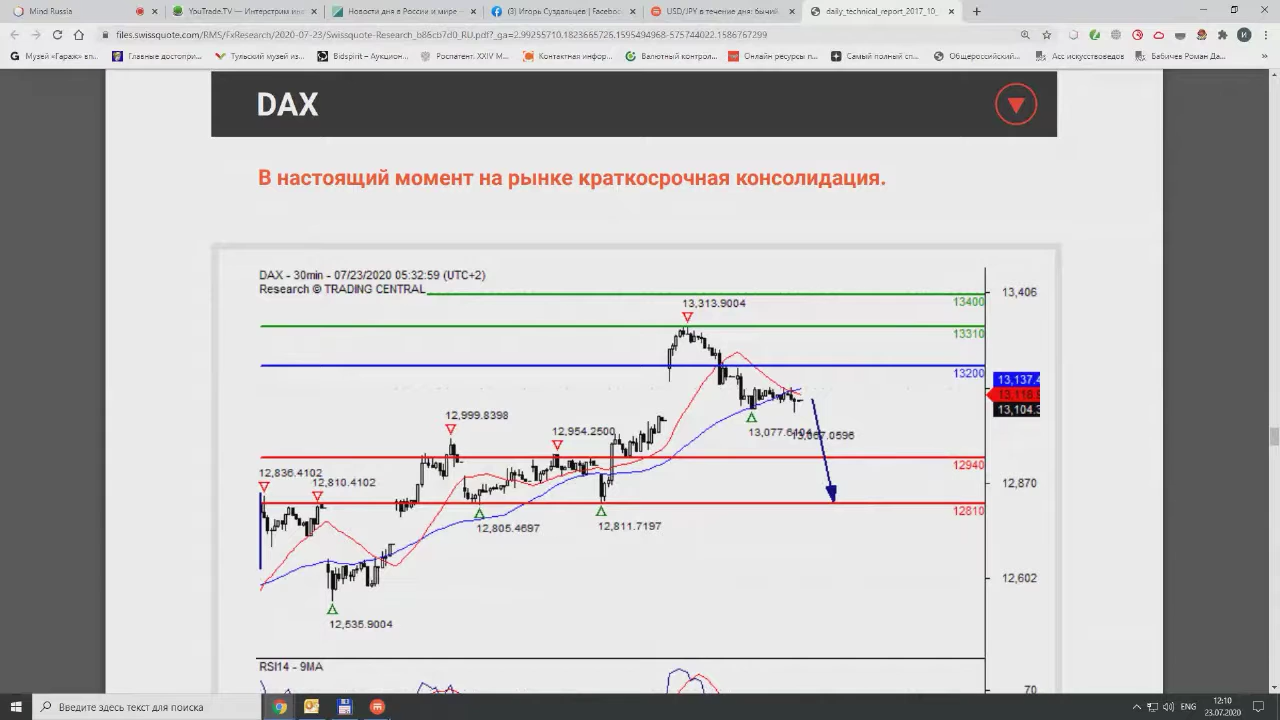 Mind Russia
YouTrade.TV — Интерстрим инсти
Новости дня в России и мире —
(3) Игорь Суздальцев | Facebook
USD/JPY в течение дня: бычий
daily_technical_report_2017_10_
files.swissquote.com/RMS/FxResearch/2020-07-23/Swissquote-Research_b86cb7d0_RU.pdf?_ga=2.99255710.1823665726.1595494968-575744022.1586767299
Музей «Гараж» вл...
Главные достопри...
Тульский музей...
Bidspirit - Аукцион...
Роспатент XXIV М...
Контактная инфор...
Валютный контрол...
Онлайн ресурсы п...
Самый полный сп...
Общероссийский...
Асс искусствоведов
Бабичев Роман Да...
DAX
В настоящий момент на рынке краткосрочная консолидация.
DAX - 30min - 07/23/2020 05:32:59 (UTC+2)
Research © TRADING CENTRAL
13400
13,406
13,313.9004
13310
13200
13,137.4
13,118.5
13,104.3
12,999.8398
12,954.2500
13,077.6104
13,067.0596
12940
12,836.4102
12,810.4102
12,870
12810
12,805.4697
12,811.7197
12,602
12,535.9004
RSI14 - 9MA
70
Введите здесь текст для поиска
ENG
12:10
23.07.2020